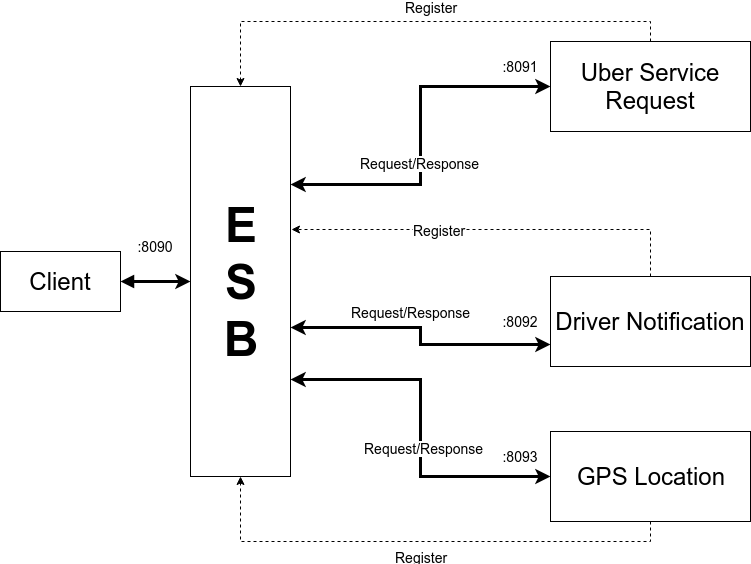 Register
:8091
Uber Service
Request
Request/Response
E
S
B
:8090
Client
Register
Request/Response
:8092
Driver Notification
Request/Response
:8093
GPS Location
Register